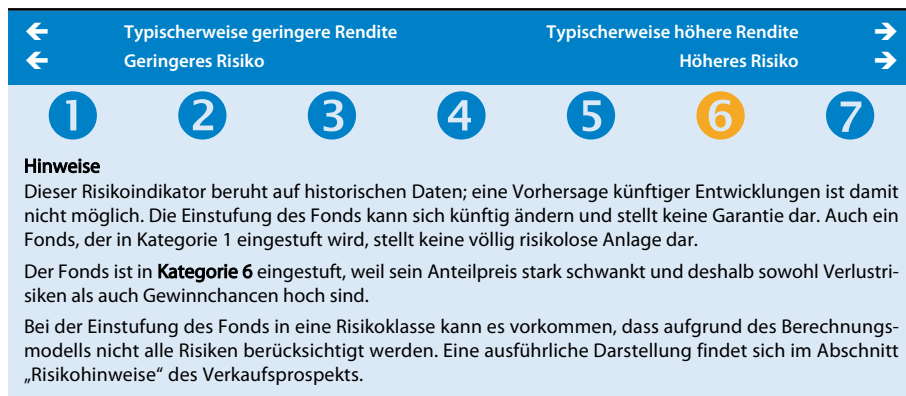 ← Typischerweise geringere Rendite Typischerweise höhere Rendite →
← Geringeres Risiko Höheres Risiko →
1 2 3 4 5 6 7
Hinweise
Dieser Risikoindikator beruht auf historischen Daten; eine Vorhersage künftiger Entwicklungen ist damit
nicht möglich. Die Einstufung des Fonds kann sich künftig ändern und stellt keine Garantie dar. Auch ein
Fonds, der in Kategorie 1 eingestuft wird, stellt keine völlig risikolose Anlage dar.
Der Fonds ist in Kategorie 6 eingestuft, weil sein Anteilpreis stark schwankt und deshalb sowohl Verlustri-
siken als auch Gewinnchancen hoch sind.
Bei der Einstufung des Fonds in eine Risikoklasse kann es vorkommen, dass aufgrund des Berechnungs-
modells nicht alle Risiken berücksichtigt werden. Eine ausführliche Darstellung findet sich im Abschnitt
„Risikohinweise“ des Verkaufsprospekts.